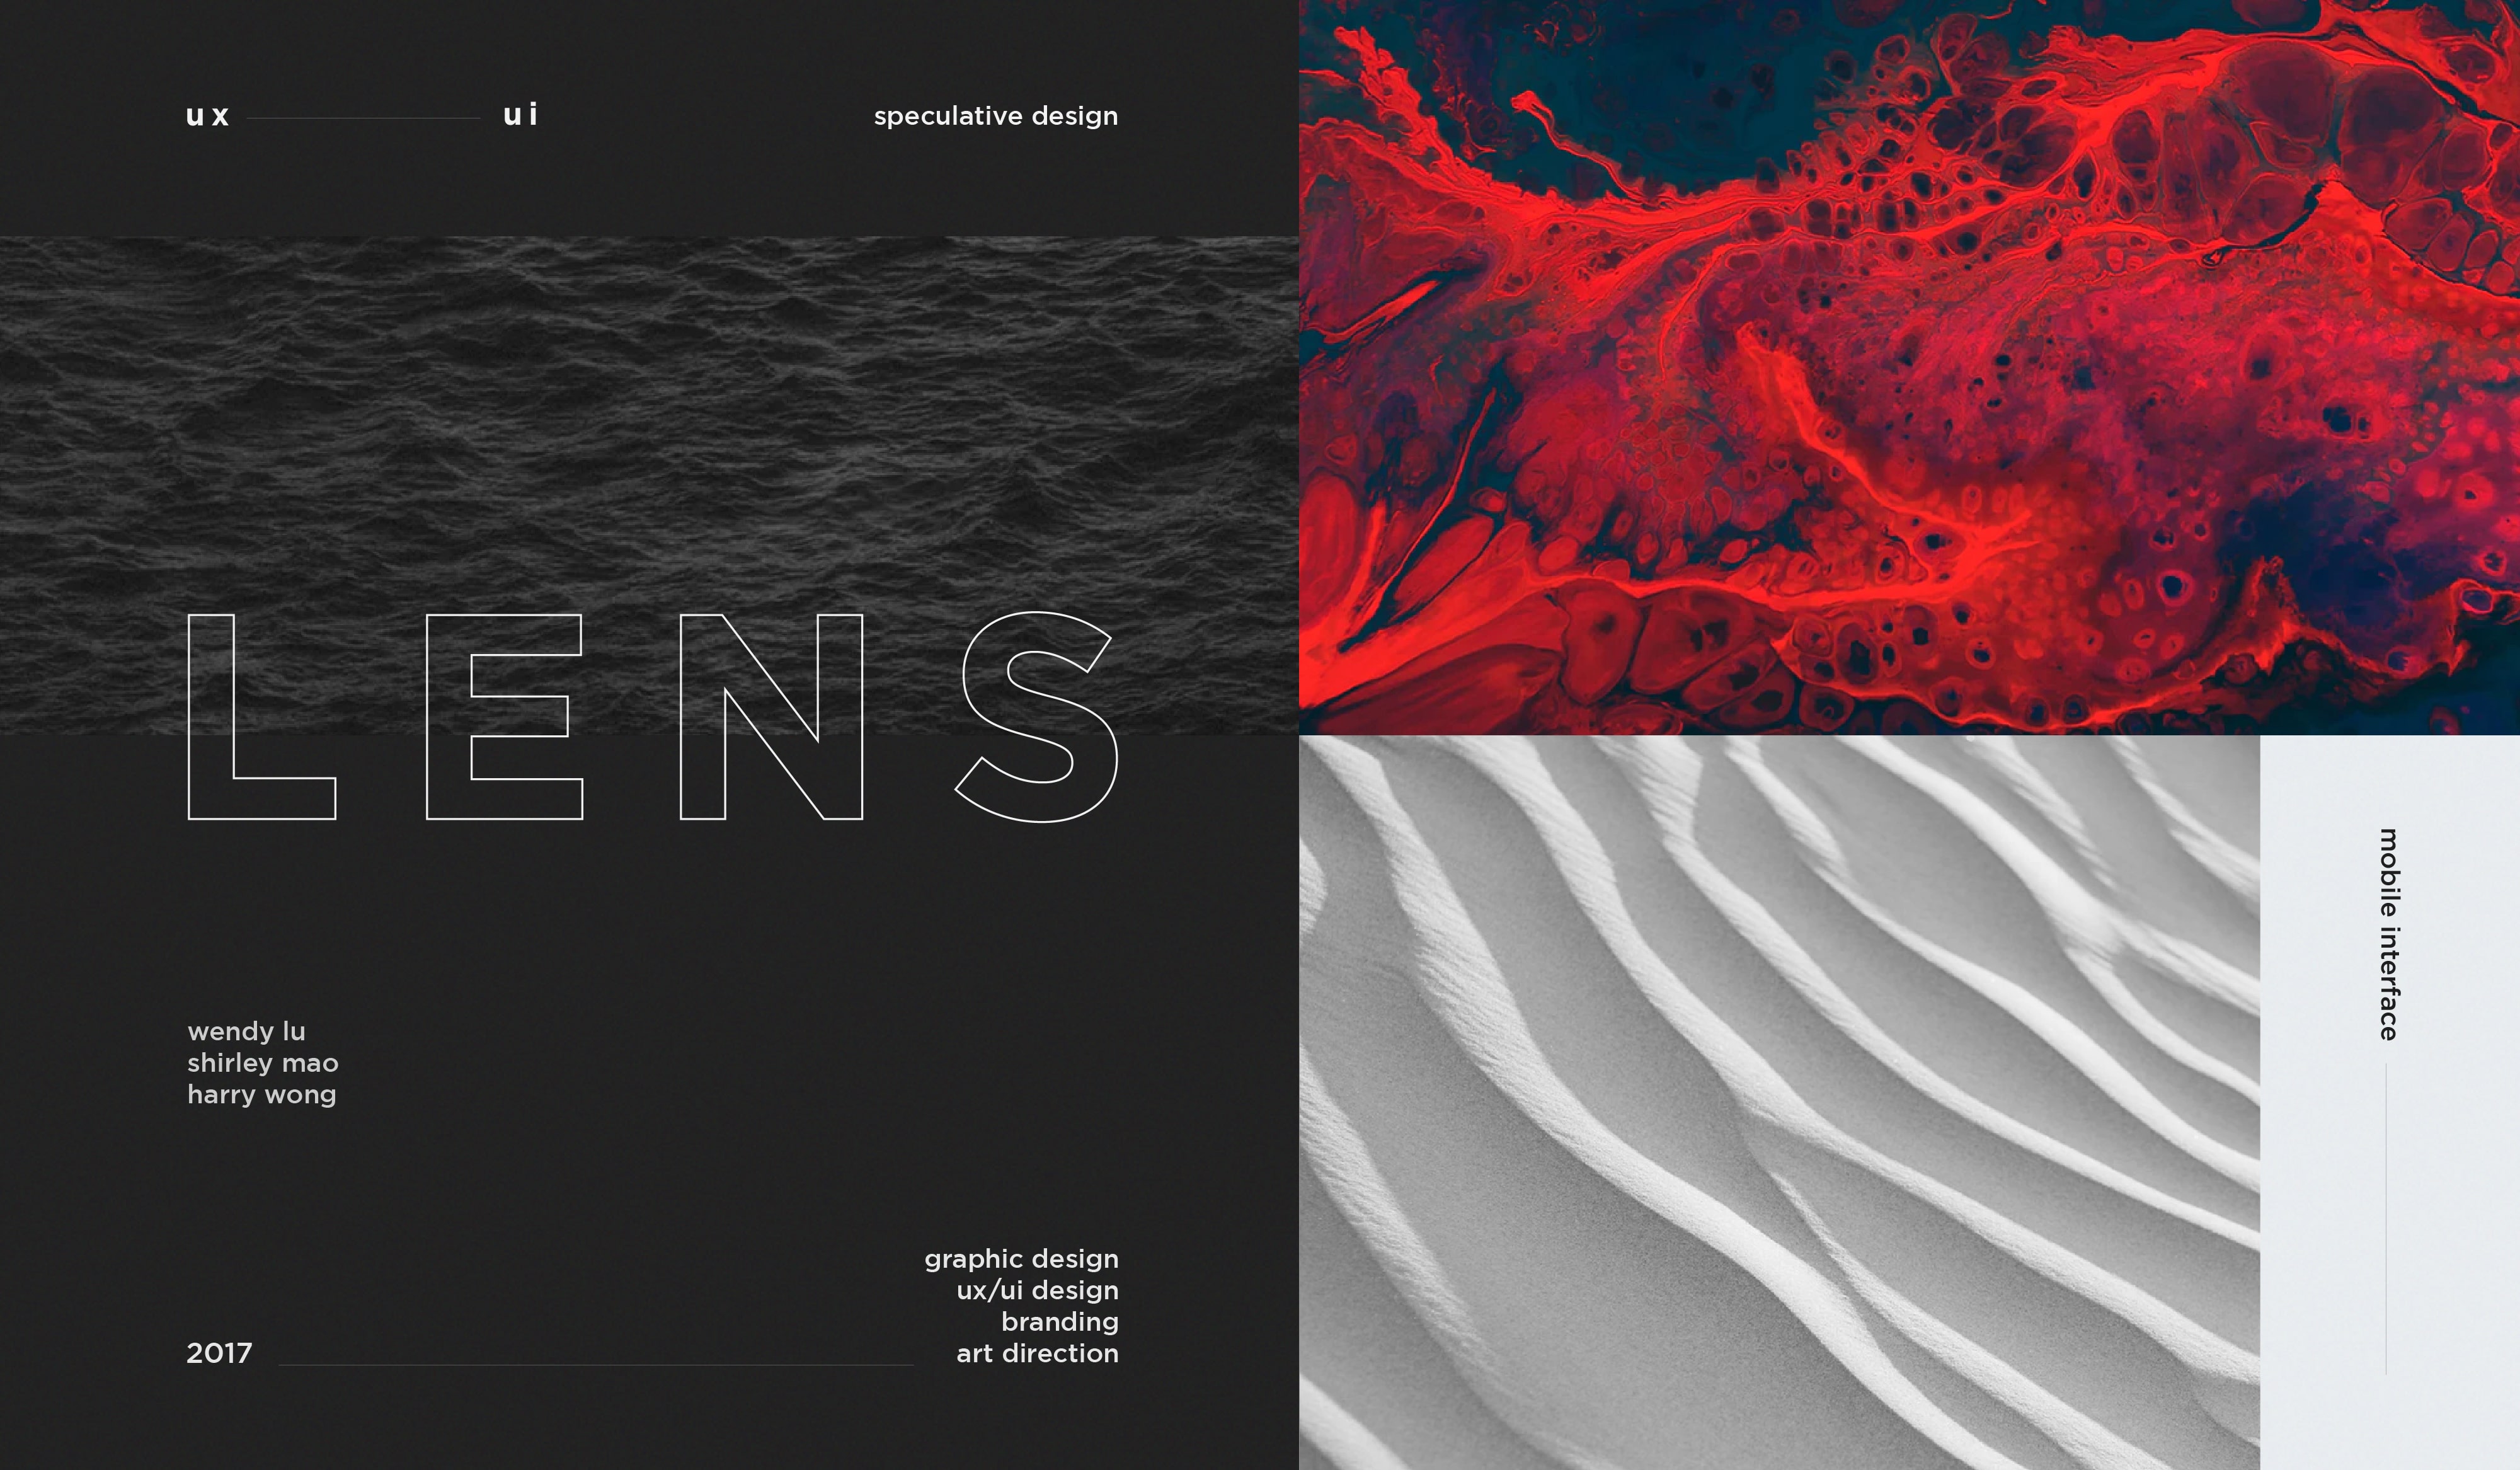 ux ui
speculative design
LENS
wendy lu
shirley mao
harry wong
graphic design
ux/ui design
branding
art direction
2017
mobile interface